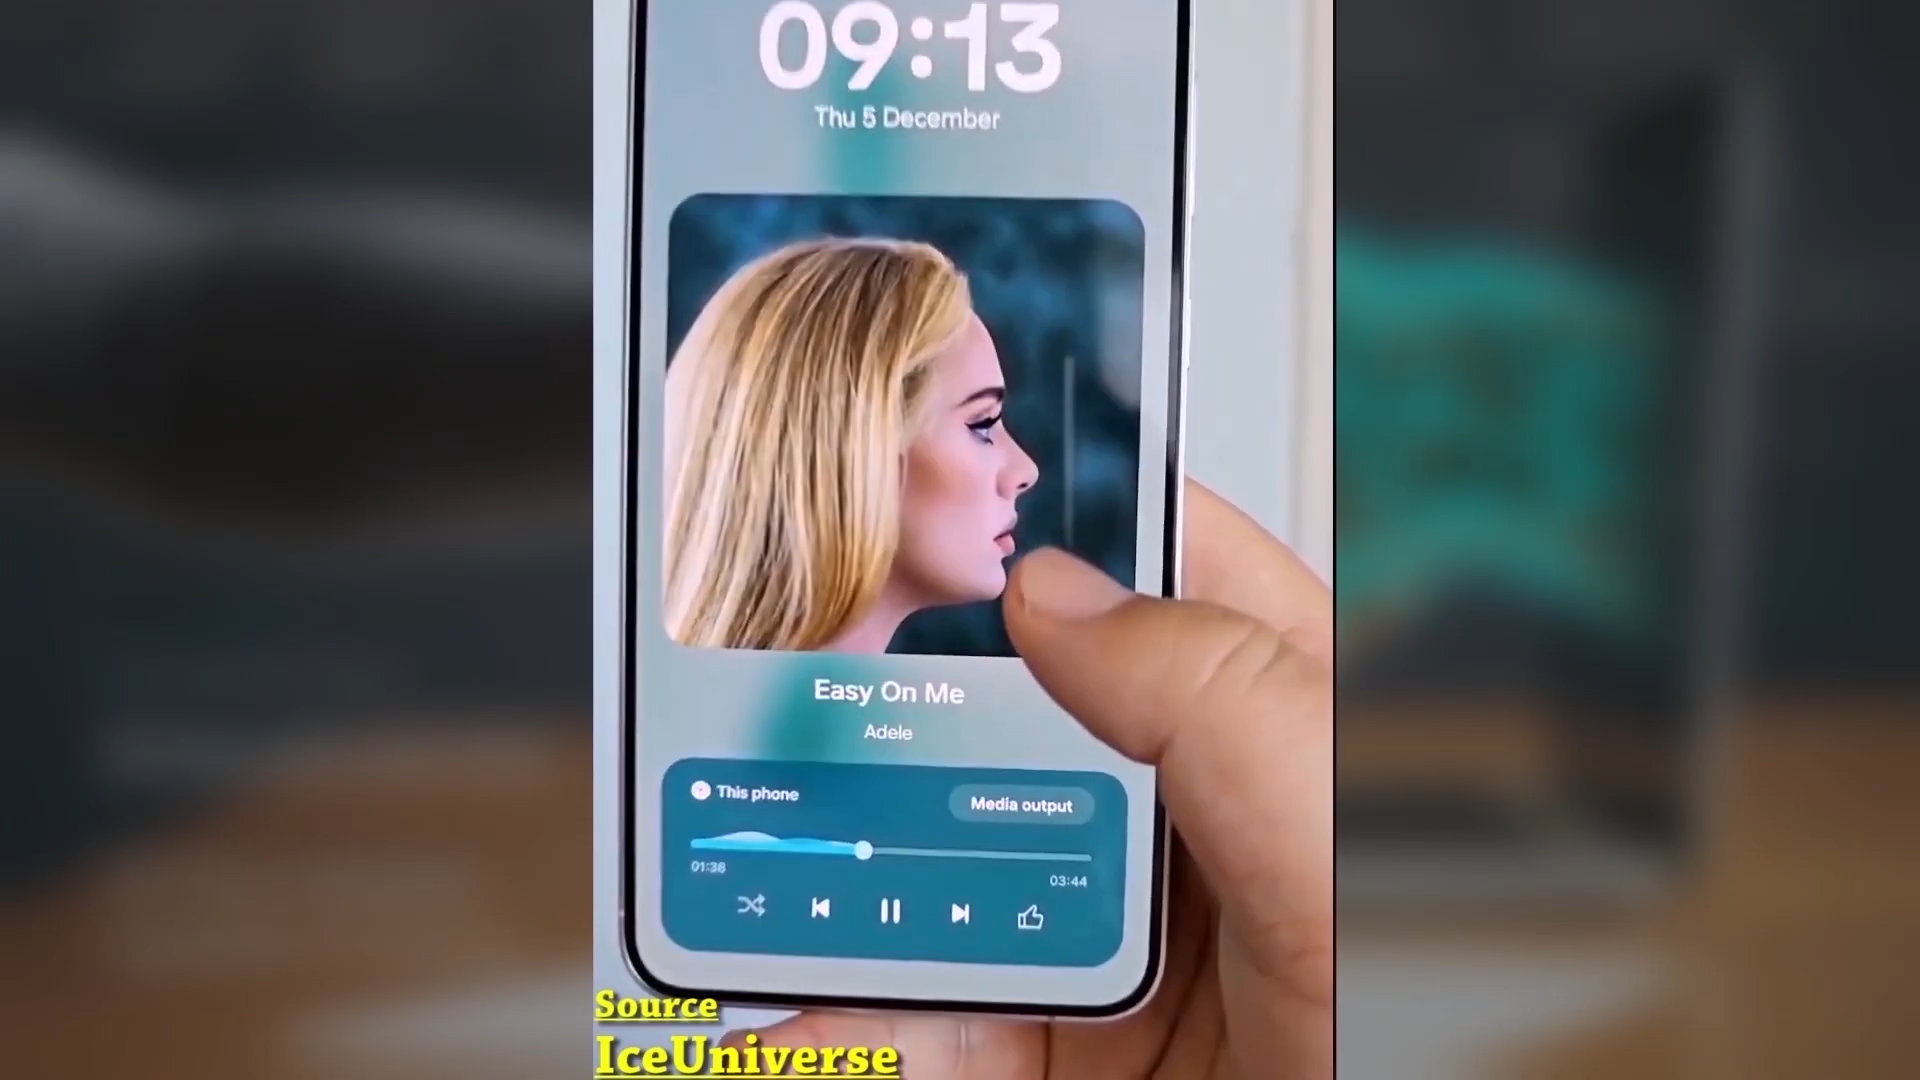 09:13
Thu 5 December
Easy On Me
Adele
This phone
Media output
01:36
03:44
Source
IceUniverse